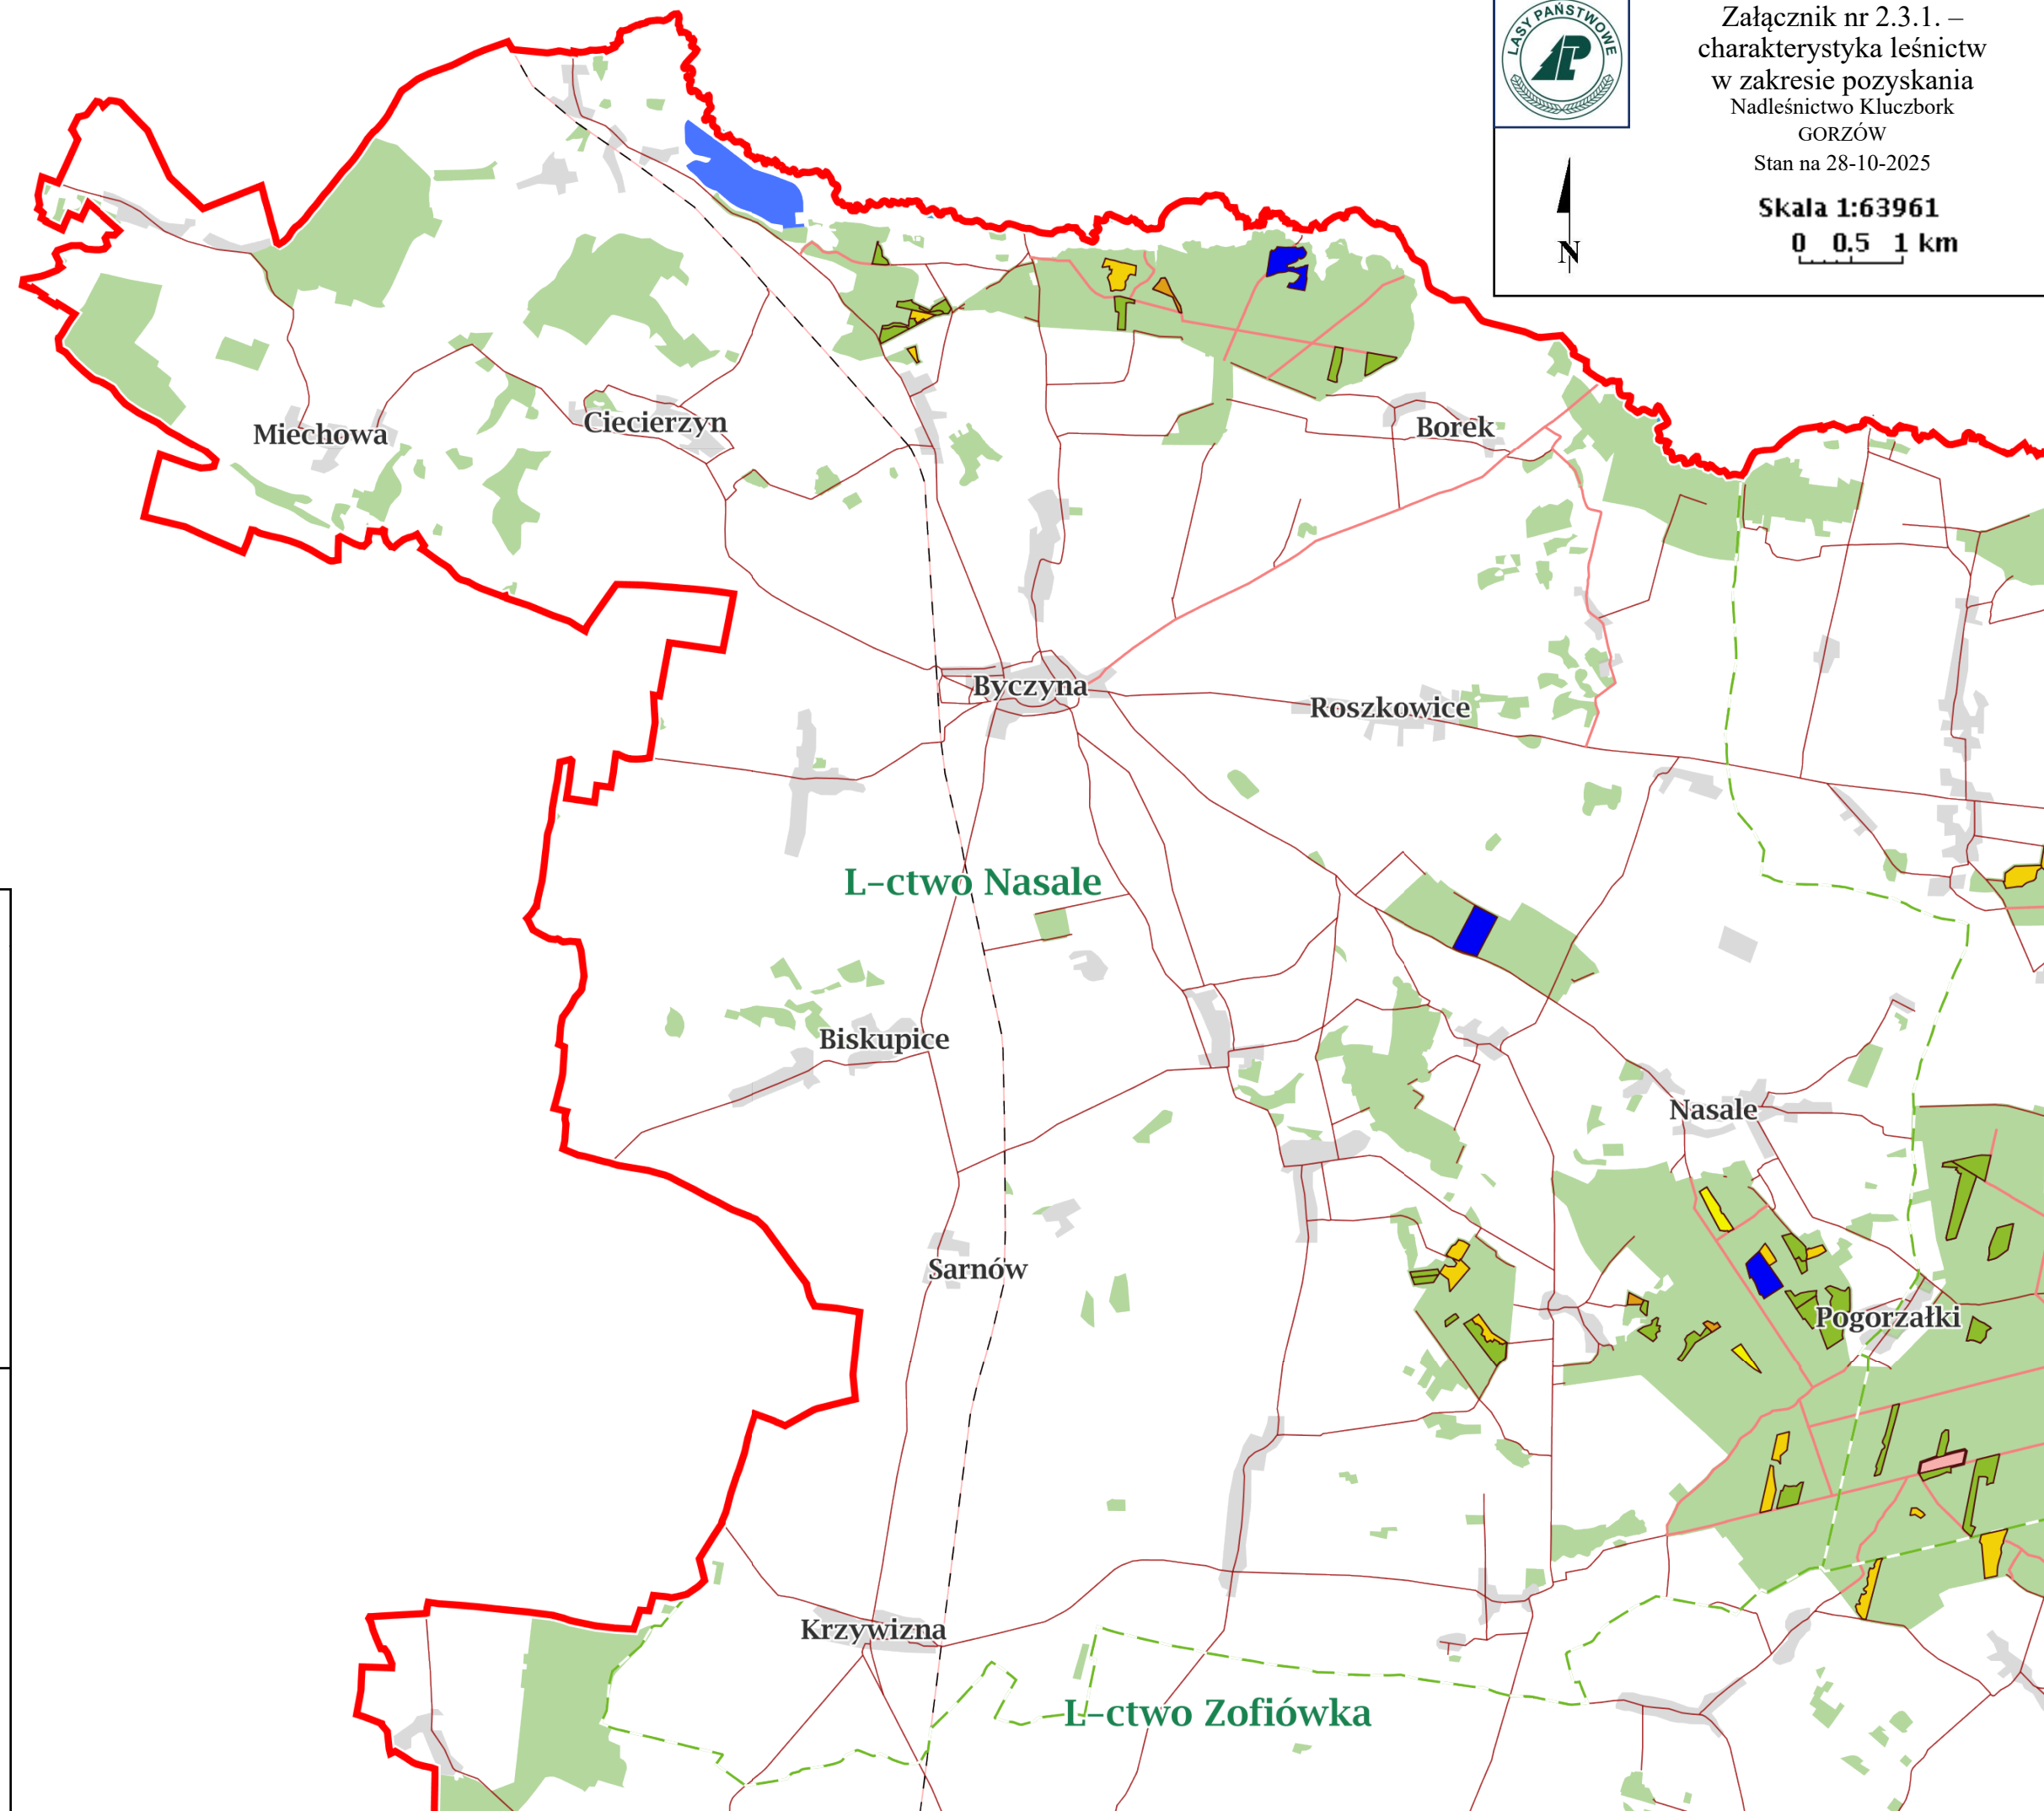 LASY PAŃSTWOWE
Załącznik nr 2.3.1. –
charakterystyka leśnictw
w zakresie pozyskania
Nadleśnictwo Kluczbork
GORZÓW
Stan na 28-10-2025
Skala 1:63961
0 0.5 1 km
N
Miechowa
Ciecierzyn
Borek
Byczyna
Roszkowice
L-ctwo Nasale
Biskupice
Nasale
Sarnów
Pogorzałki
Krzywizna
L-ctwo Zofiówka